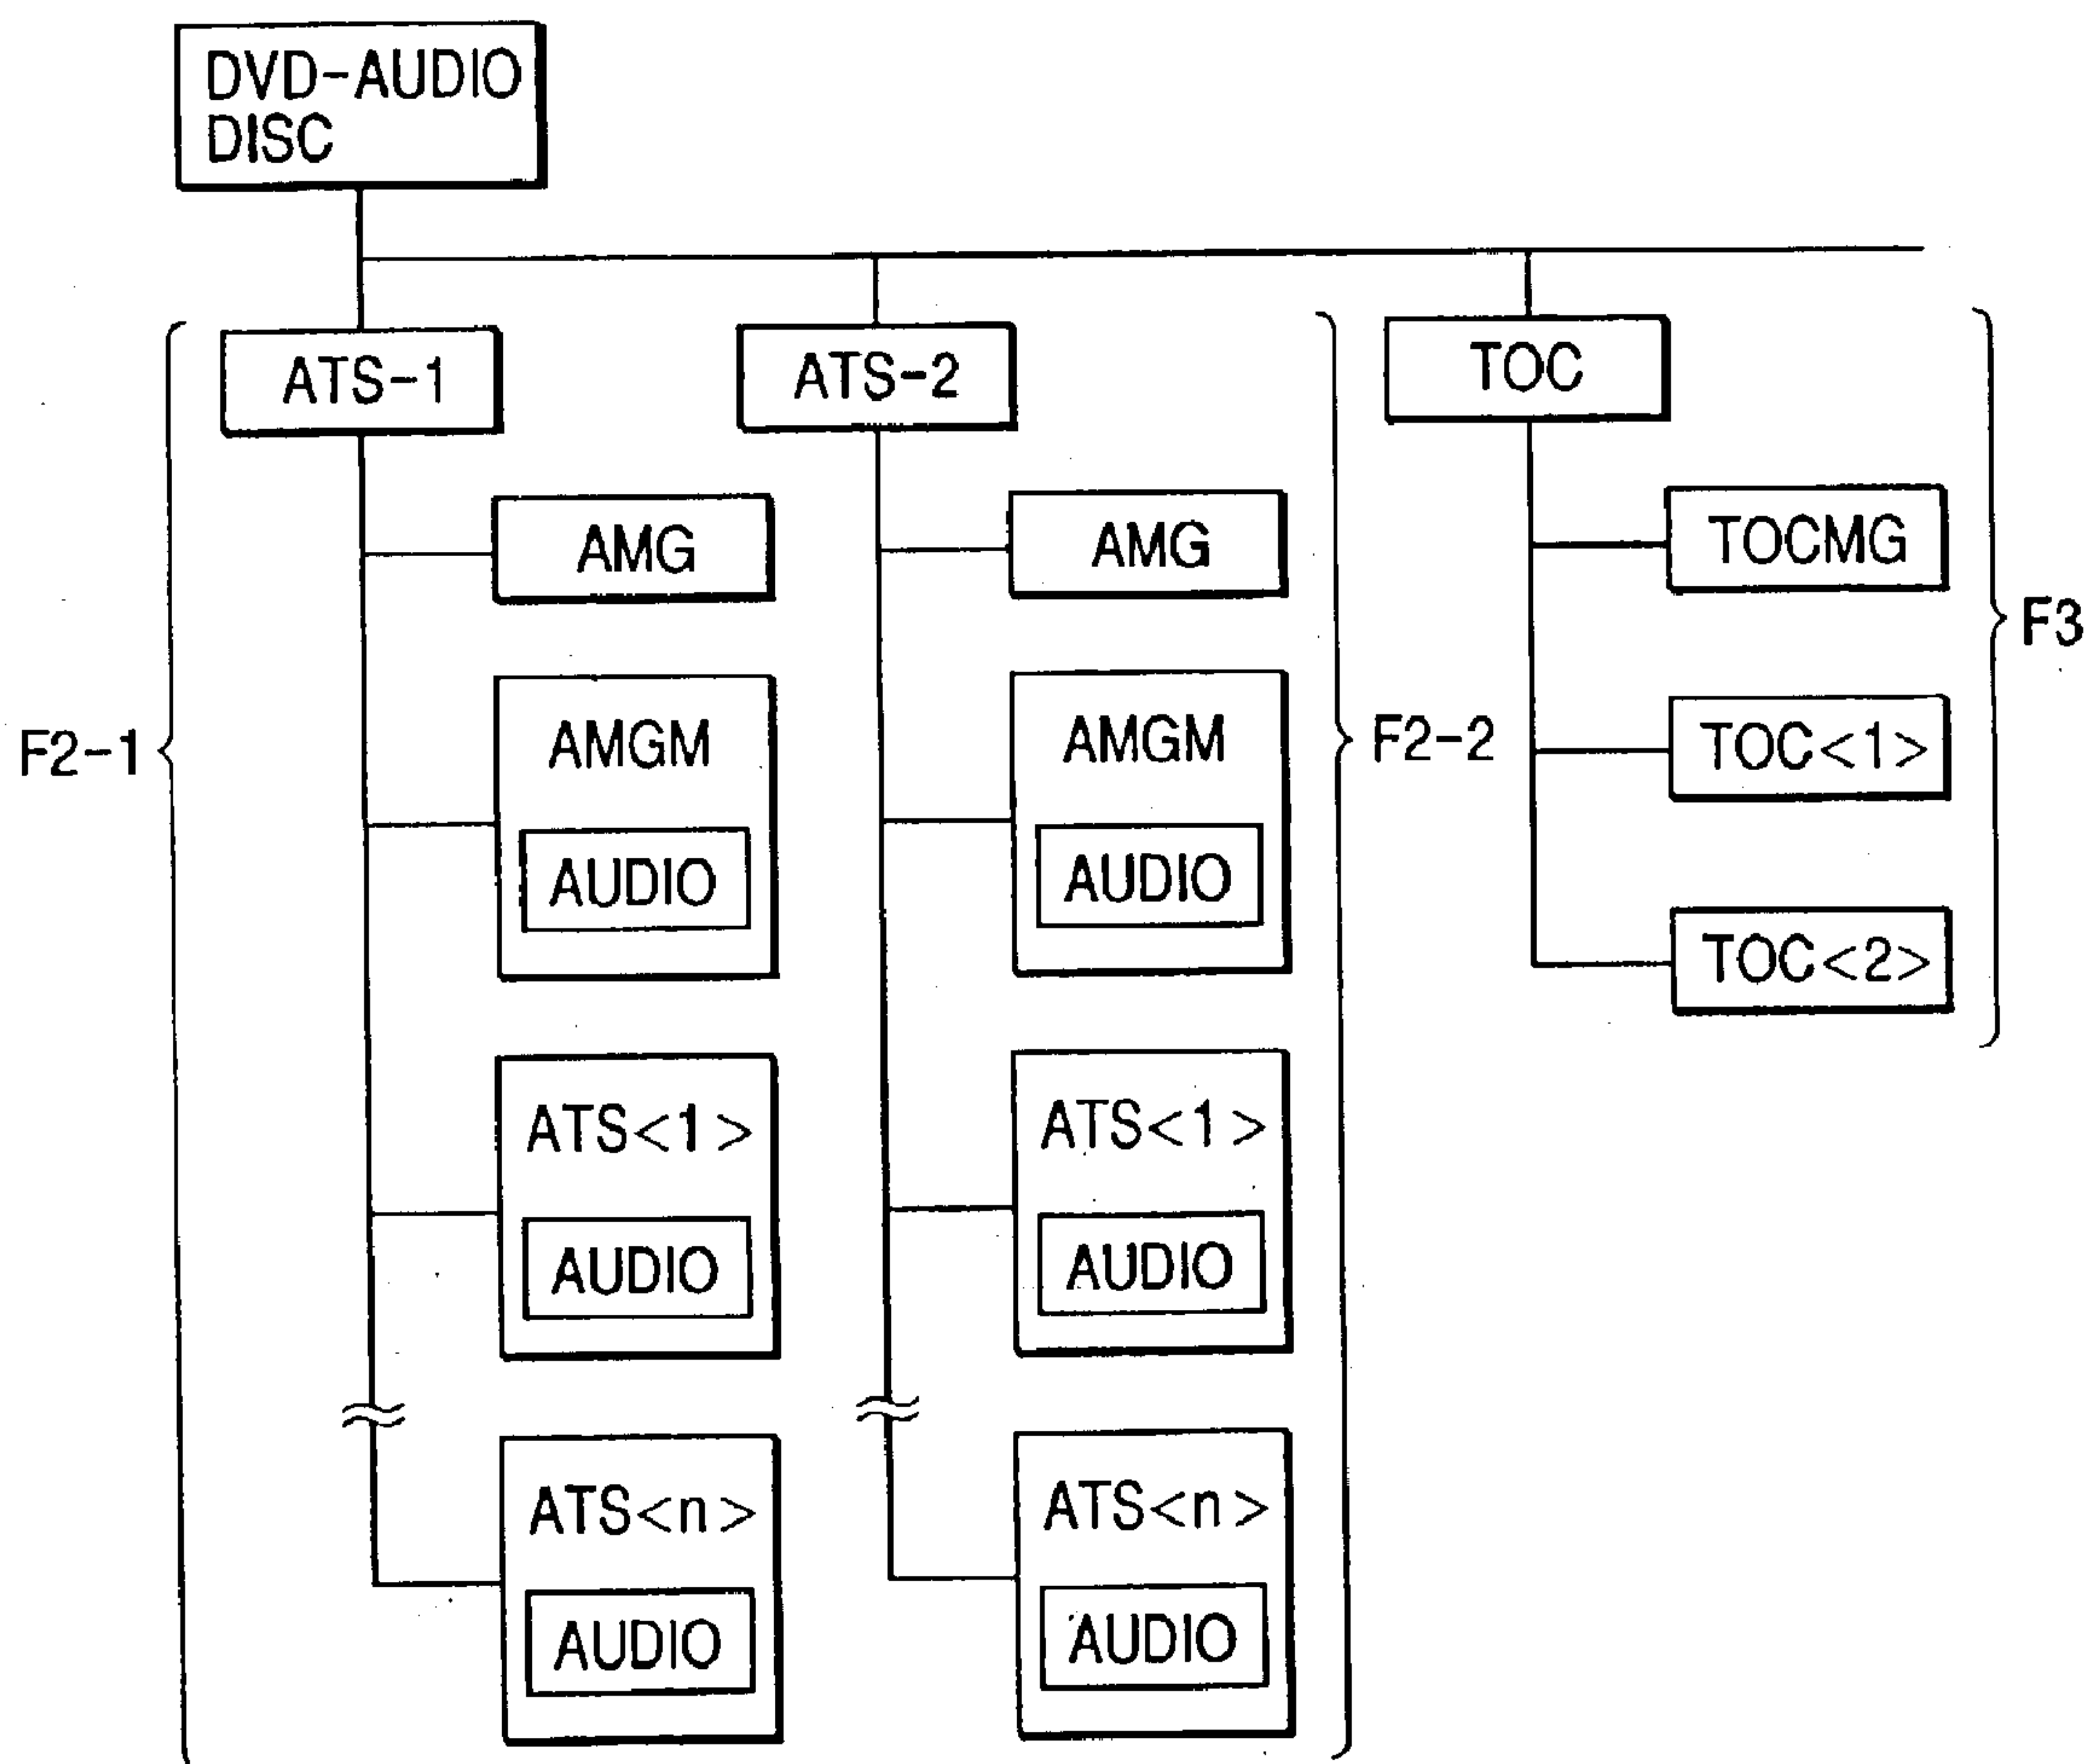 DVD-AUDIO
DISC
F2-1
ATS-1
AMG
AMGM
AUDIO
ATS<1>
AUDIO
ATS<n>
AUDIO
ATS-2
AMG
AMGM
AUDIO
ATS<1>
AUDIO
ATS<n>
AUDIO
F2-2
TOC
TOCMG
TOC<1>
TOC<2>
F3